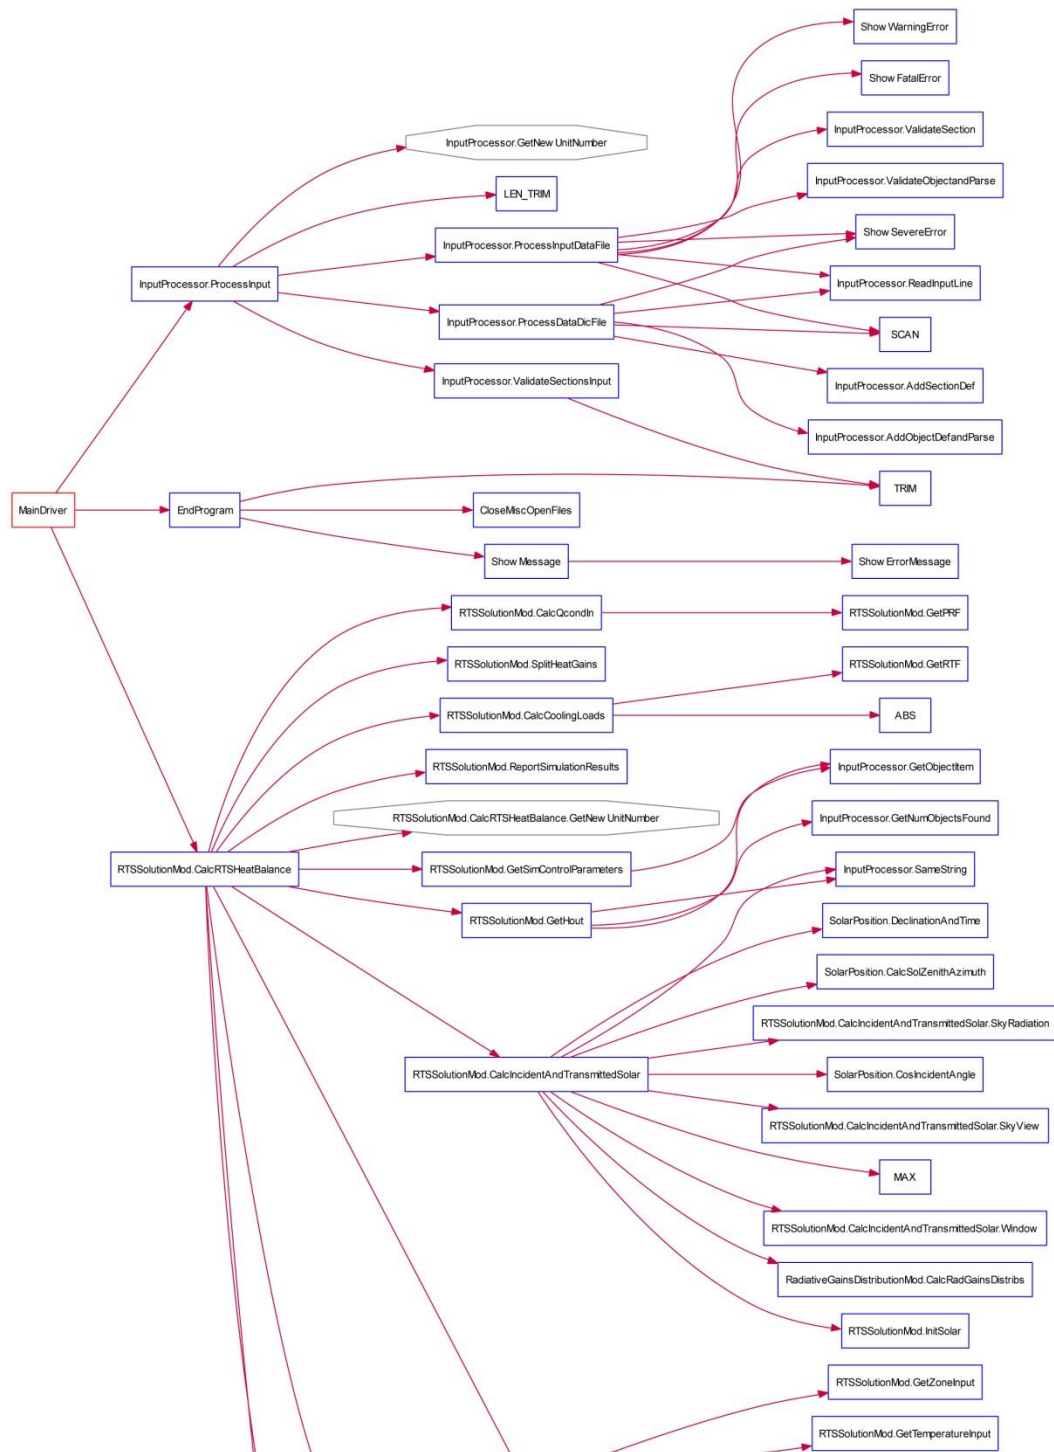 Show WarningError
Show FatalError
InputProcessor.ValidateSection
InputProcessor.GetNew UnitNumber
InputProcessor.ValidateObjectandParse
LEN_TRIM
Show SevereError
InputProcessor.ProcessInputDataFile
InputProcessor.ProcessInput
InputProcessor.ReadInputLine
InputProcessor.ProcessDataDicFile
SCAN
InputProcessor.ValidateSectionsInput
InputProcessor.AddSectionDef
InputProcessor.AddObjectDefandParse
TRIM
MainDriver
EndProgram
CloseMiscOpenFiles
Show Message
Show ErrorMessage
RTSSolutionMod.CalcQcondIn
RTSSolutionMod.GetPRF
RTSSolutionMod.SplitHeatGains
RTSSolutionMod.GetRTF
RTSSolutionMod.CalcCoolingLoads
ABS
RTSSolutionMod.ReportSimulationResults
InputProcessor.GetObjectItem
RTSSolutionMod.CalcRTSHeatBalance.GetNew UnitNumber
InputProcessor.GetNumObjectsFound
RTSSolutionMod.CalcRTSHeatBalance
RTSSolutionMod.GetSimControlParameters
InputProcessor.SameString
RTSSolutionMod.GetHout
SolarPosition.DeclinationAndTime
SolarPosition.CalcSolZenithAzimuth
RTSSolutionMod.CalcIncidentAndTransmittedSolar.SkyRadiation
RTSSolutionMod.CalcIncidentAndTransmittedSolar
SolarPosition.CosIncidentAngle
RTSSolutionMod.CalcIncidentAndTransmittedSolar.SkyView
MAX
RTSSolutionMod.CalcIncidentAndTransmittedSolar.Window
RadiativeGainsDistributionMod.CalcRadGainsDistribs
RTSSolutionMod.InitSolar
RTSSolutionMod.GetZoneInput
RTSSolutionMod.GetTemperatureInput